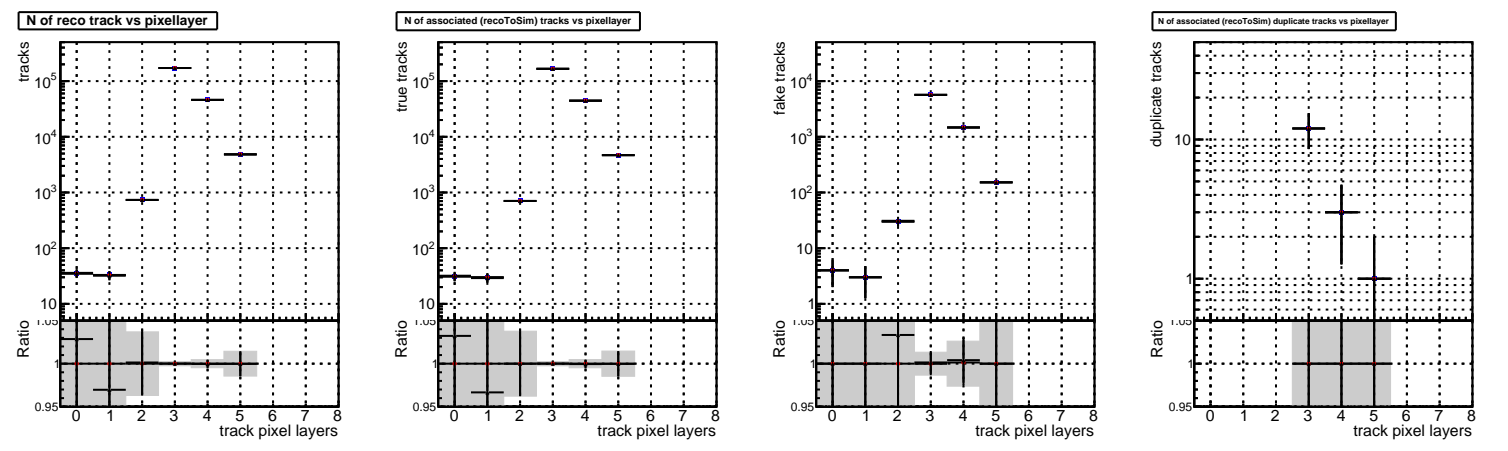 N of reco track vs pixellayer
tracks
10^5
10^4
10^3
10^2
10
Ratio
1.05
1
0.95
0 1 2 3 4 5 6 7 8
track pixel layers
N of associated (recoToSim) tracks vs pixellayer
true tracks
10^5
10^4
10^3
10^2
10
Ratio
1.05
1
0.95
0 1 2 3 4 5 6 7 8
track pixel layers
fake tracks
10^4
10^3
10^2
10
1
Ratio
1.05
1
0.95
0 1 2 3 4 5 6 7 8
track pixel layers
N of associated (recoToSim) duplicate tracks vs pixellayer
duplicate tracks
10
1
Ratio
1.05
1
0.95
0 1 2 3 4 5 6 7 8
track pixel layers